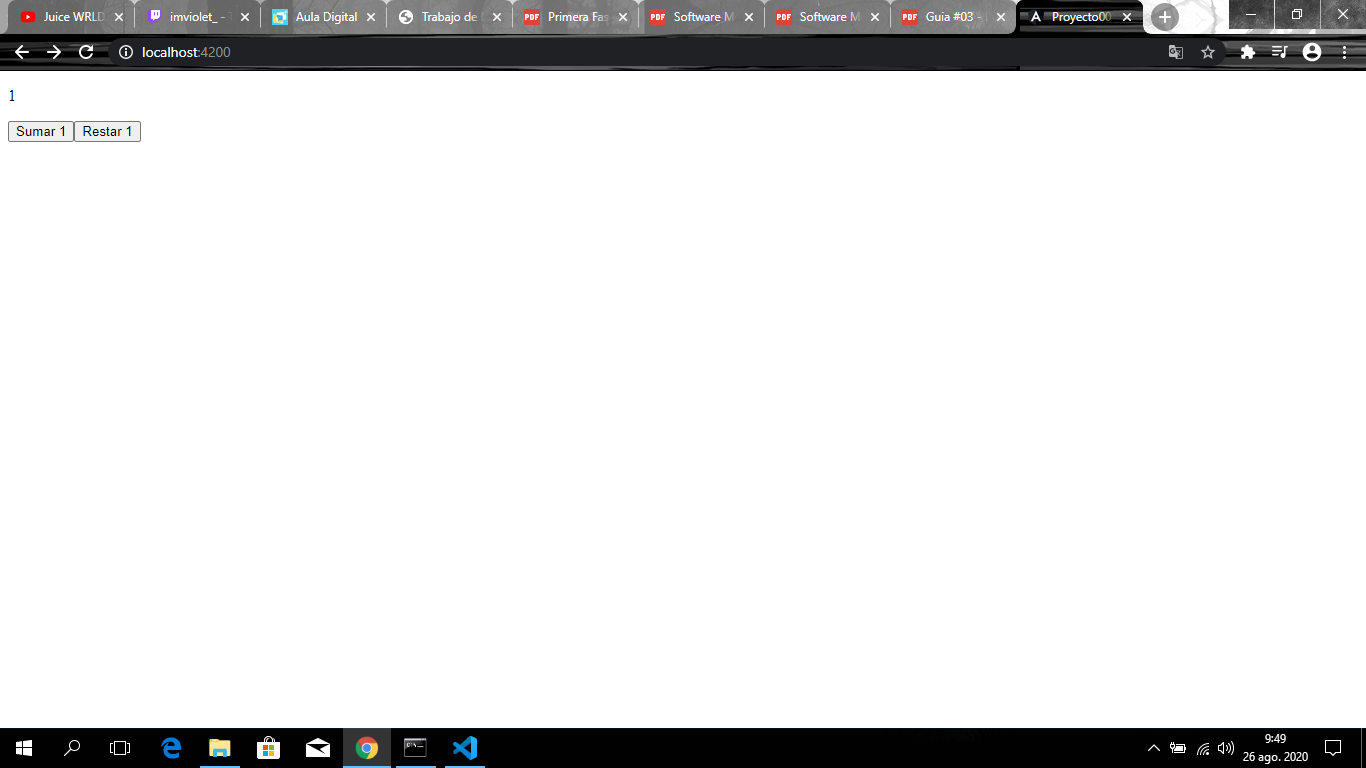 Juice WRLD
imviolet_ - T
Aula Digital
Trabajo de
Primera Fas
Software M
Software M
Guia #03 -
Proyecto00
localhost:4200
1
Sumar 1 Restar 1
9:49
26 ago. 2020